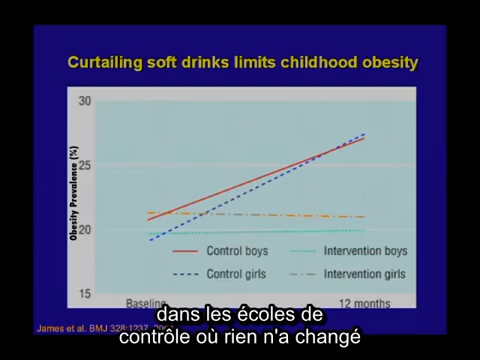 Curtailing soft drinks limits childhood obesity
30
25
20
15
Obesity Prevalence (%)
Control boys
Intervention boys
Control girls
Intervention girls
Baseline
12 months
James et al. BMJ 328:1237,
dans les écoles de
contrôle où rien n'a changé